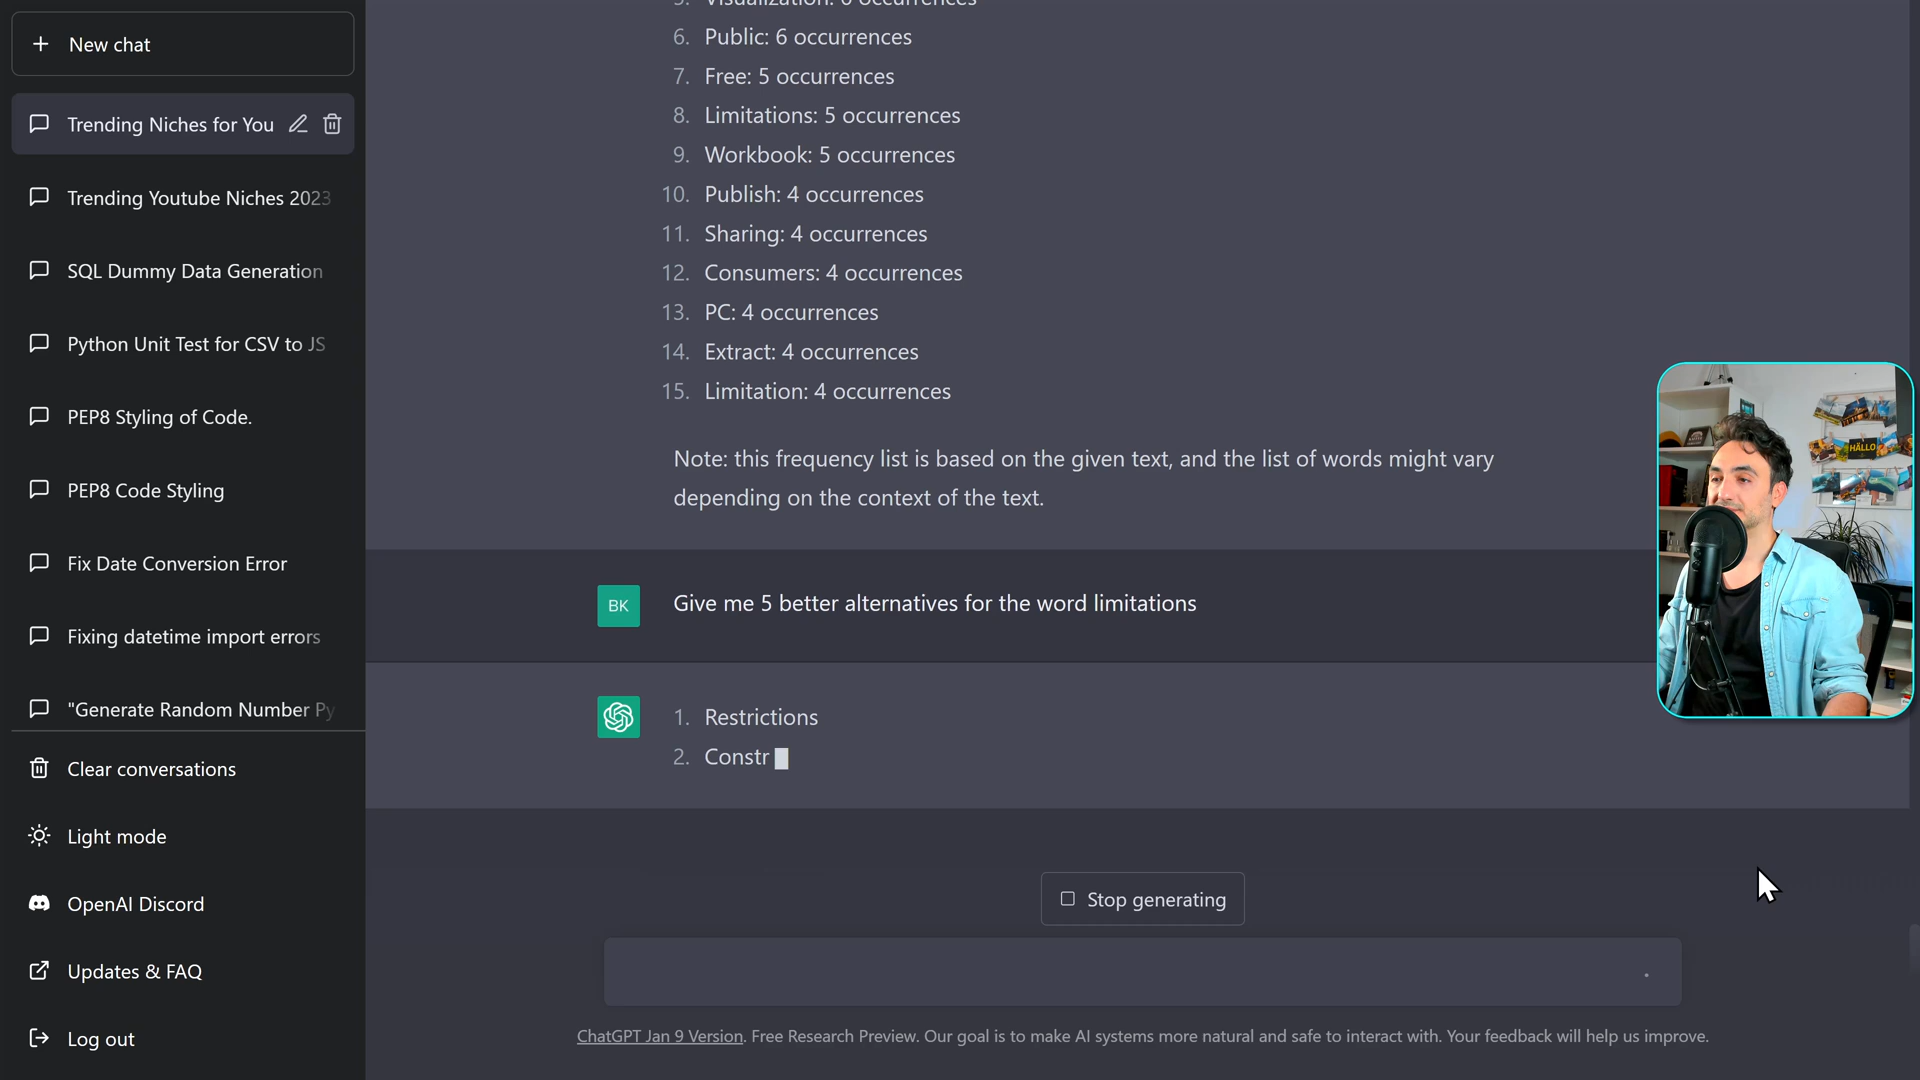 New chat
Trending Niches for You
Trending Youtube Niches 2023
SQL Dummy Data Generation
Python Unit Test for CSV to JS
PEP8 Styling of Code.
PEP8 Code Styling
Fix Date Conversion Error
Fixing datetime import errors
"Generate Random Number Py
Clear conversations
Light mode
OpenAI Discord
Updates & FAQ
Log out
5. Visualization: 6 occurrences
6. Public: 6 occurrences
7. Free: 5 occurrences
8. Limitations: 5 occurrences
9. Workbook: 5 occurrences
10. Publish: 4 occurrences
11. Sharing: 4 occurrences
12. Consumers: 4 occurrences
13. PC: 4 occurrences
14. Extract: 4 occurrences
15. Limitation: 4 occurrences
Note: this frequency list is based on the given text, and the list of words might vary
depending on the context of the text.
BK
Give me 5 better alternatives for the word limitations
1. Restrictions
2. Constr
Stop generating
ChatGPT Jan 9 Version. Free Research Preview. Our goal is to make AI systems more natural and safe to interact with. Your feedback will help us improve.
HALLO